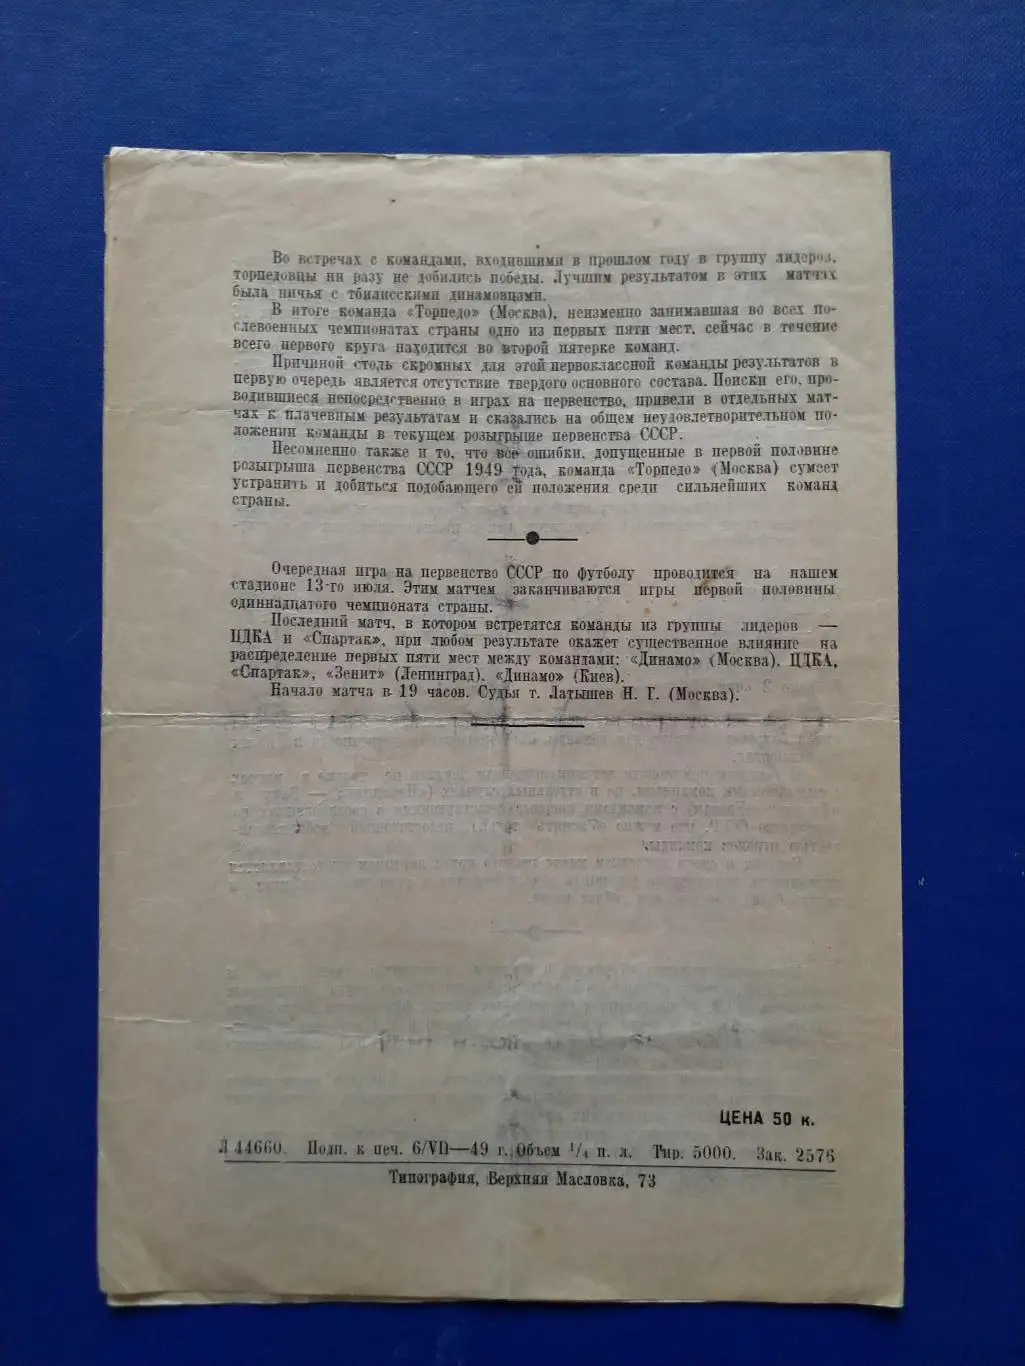 Во встречах с командами, входившими в прошлом году в группу лидеров,
торпедовцы ни разу не добились победы. Лучшим результатом в этих матчах
была ничья с тбилисскими динамовцами.
В итоге команда «Торпедо» (Москва), неизменно занимавшая во всех по-
слевоенных чемпионатах страны одно из первых пяти мест, сейчас в течение
всего первого круга находится во второй пятерке команд.
Причиной столь скромных для этой первоклассной команды результатов в
первую очередь является отсутствие твердого основного состава. Поиски его, про-
водившиеся непосредственно в играх на первенство, привели в отдельных мат-
чах к плачевным результатам и сказались на общем неудовлетворительном по-
ложении команды в текущем розыгрыше первенства СССР.
Несомненно также и то, что все ошибки, допущенные в первой половине
розыгрыша первенства СССР 1949 года, команда «Торпедо» (Москва) сумеет
устранить и добиться подобающего ей положения среди сильнейших команд
страны.
Очередная игра на первенство СССР по футболу проводится на нашем
стадионе 13-го июля. Этим матчем заканчиваются игры первой половины
одиннадцатого чемпионата страны.
Последний матч, в котором встретятся команды из группы лидеров —
ЦДКА и «Спартак», при любом результате окажет существенное влияние на
распределение первых пяти мест между командами: «Динамо» (Москва), ЦДКА,
«Спартак», «Зенит» (Ленинград), «Динамо» (Киев).
Начало матча в 19 часов. Судья т. Латышев Н. Г. (Москва).
ЦЕНА 50 к.
Л 44660. Подп. к печ. 6/VII—49 г. Объем 1/4 п. л. Тир. 5000. Зак. 2576
Типография, Верхняя Масловка, 73